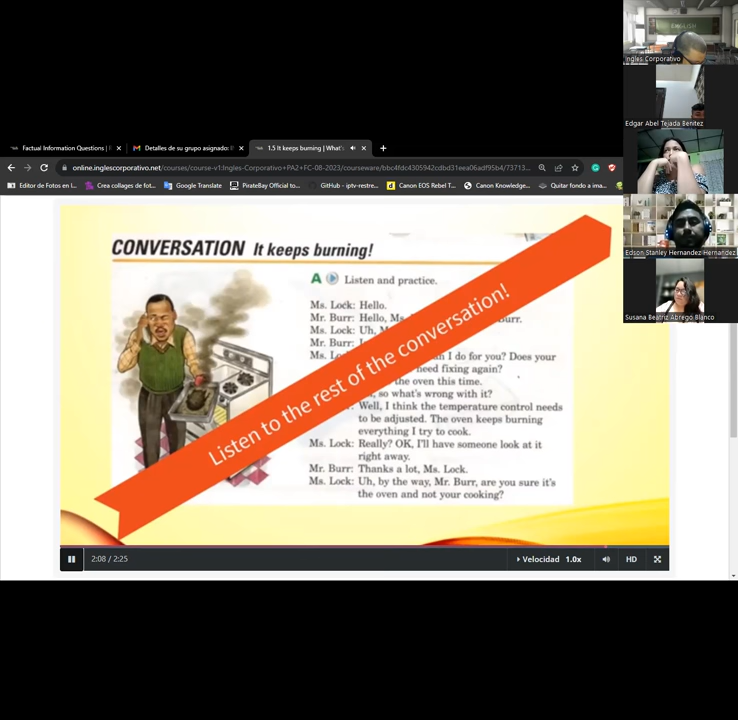 Ingles Corporativo
Edgar Abel Tejada Benitez
Edson Stanley Hernandez Hernandez
Susana Beatriz Abrego Blanco
Factual Information Questions |
Detalles de su grupo asignado:
1.5 It keeps burning! | What's
online.inglescorporativo.net/courses/course-v1:Ingles-Corporativo+PA2+FC-08-2023/courseware/bbc4fdc4305942cdbd31eea06adf95b4/73713...
Editor de Fotos en l...
Crea collages de fot...
Google Translate
PirateBay Official to...
GitHub - iptv-restre...
Canon EOS Rebel T...
Canon Knowledge...
Quitar fondo a ima...
CONVERSATION It keeps burning!
A Listen and practice.
Ms. Lock: Hello.
Mr. Burr: Hello, Ms. urr.
Ms. Lock: Uh, M
Mr. Burr:
Ms. Lo an I do for you? Does your
need fixing again?
the oven this time.
so what's wrong with it?
Well, I think the temperature control needs
to be adjusted. The oven keeps burning
everything I try to cook.
Ms. Lock: Really? OK, I'll have someone look at it
right away.
Mr. Burr: Thanks a lot, Ms. Lock.
Ms. Lock: Uh, by the way, Mr. Burr, are you sure it's
the oven and not your cooking?
Listen to the rest of the conversation!
2:08 / 2:25
Velocidad 1.0x
HD